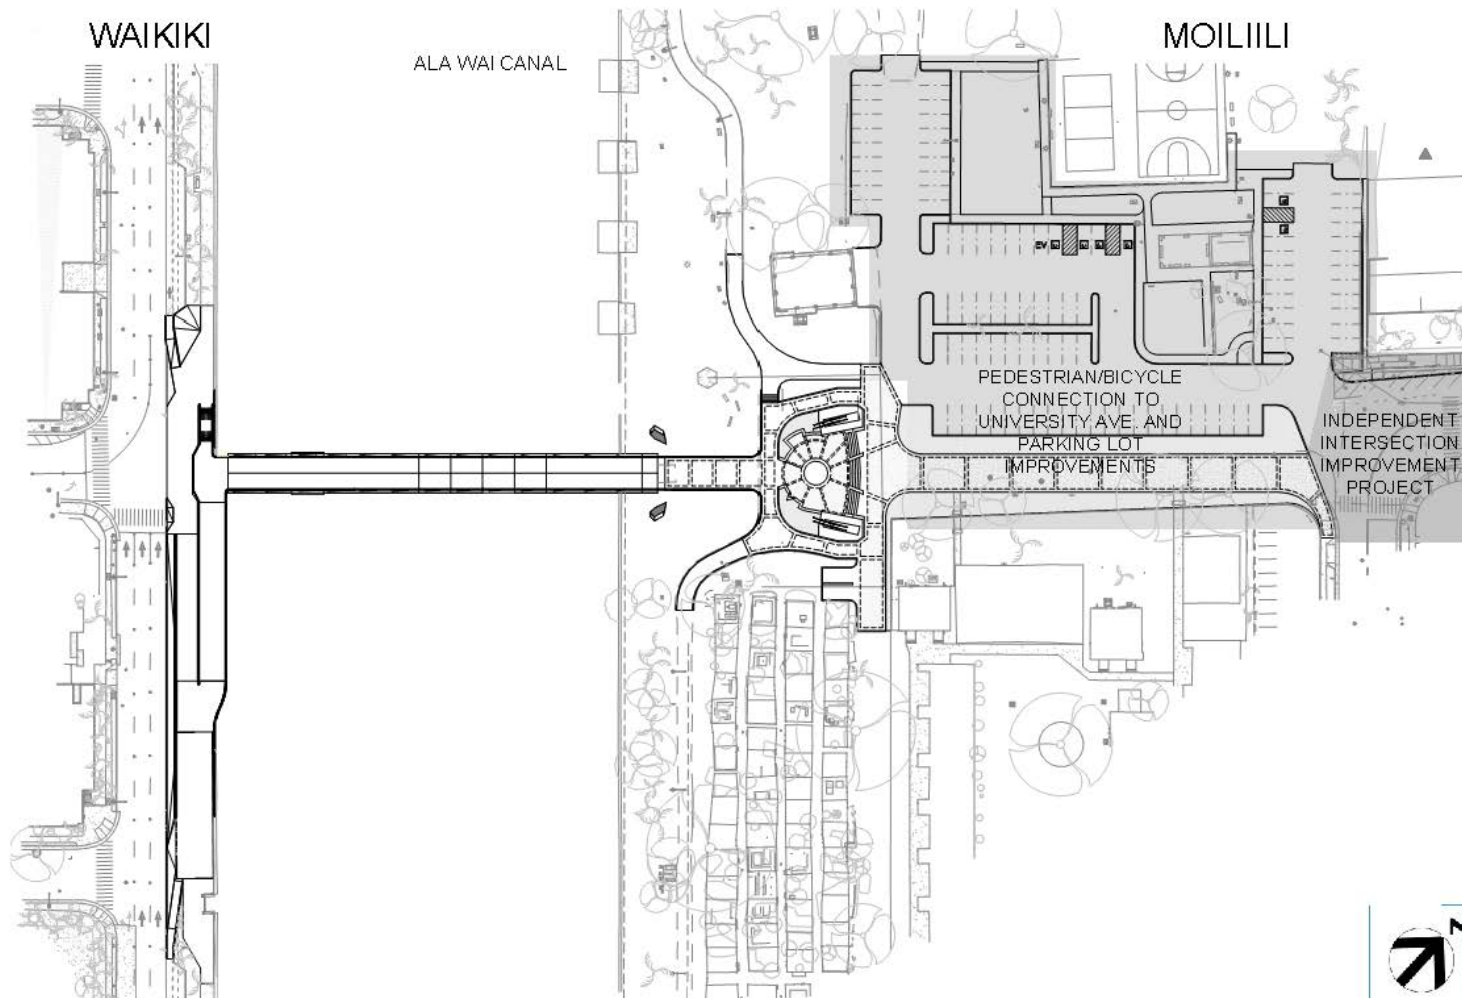 WAIKIKI
MOILIILI
ALA WAI CANAL
EV
PEDESTRIAN/BICYCLE
CONNECTION TO
UNIVERSITY AVE. AND
PARKING LOT
IMPROVEMENTS
INDEPENDENT
INTERSECTION
IMPROVEMENT
PROJECT
N